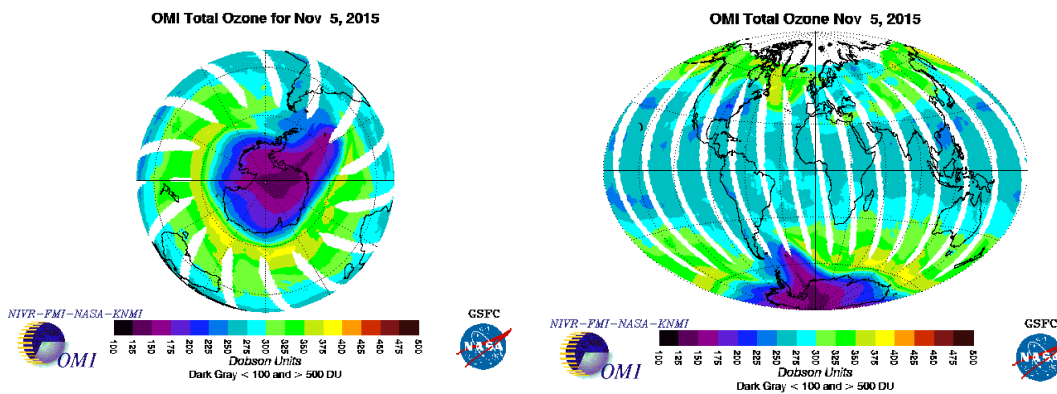 OMI Total Ozone for Nov 5, 2015
NIVR-FMI-NASA-KNMI
OMI
100 125 150 175 200 225 250 275 300 325 350 375 400 425 450 475 500
Dobson Units
Dark Gray < 100 and > 500 DU
GSFC
NASA
OMI Total Ozone Nov 5, 2015
NIVR-FMI-NASA-KNMI
OMI
100 125 150 175 200 225 250 275 300 325 350 375 400 425 450 475 500
Dobson Units
Dark Gray < 100 and > 500 DU
GSFC
NASA